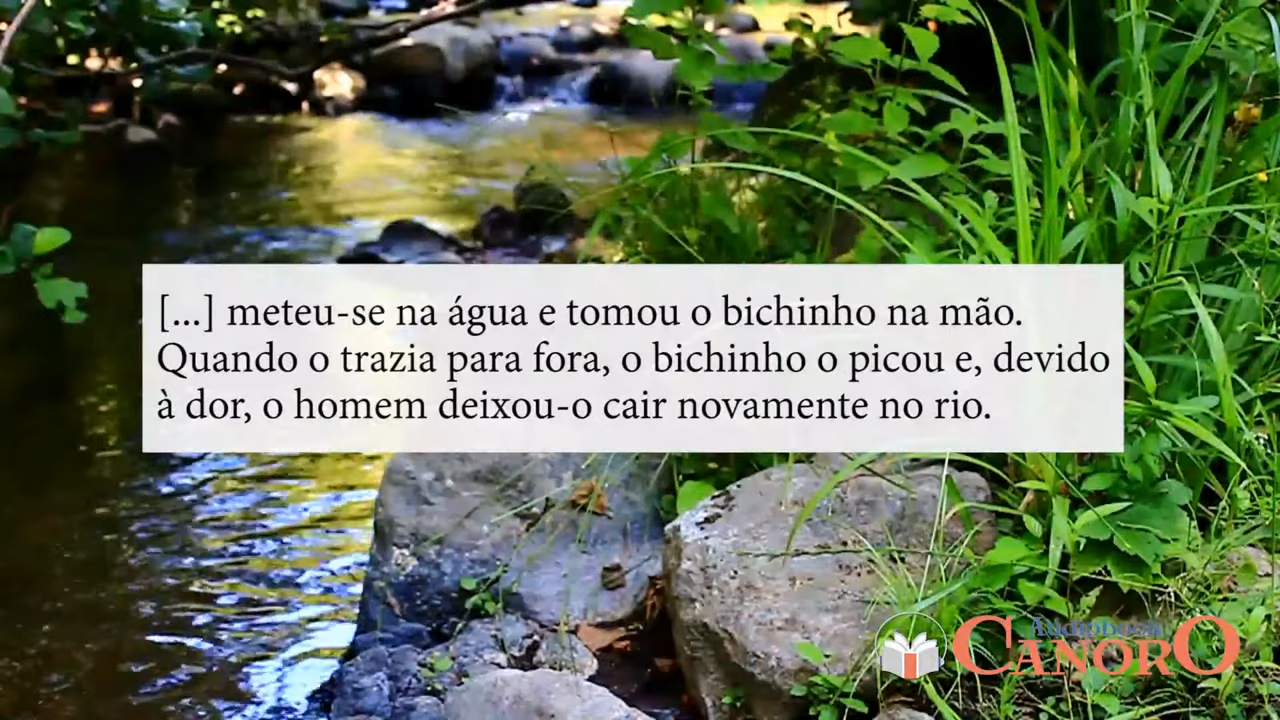 [...] meteu-se na água e tomou o bichinho na mão.
Quando o trazia para fora, o bichinho o picou e, devido
à dor, o homem deixou-o cair novamente no rio.
Audiobook
CANORO